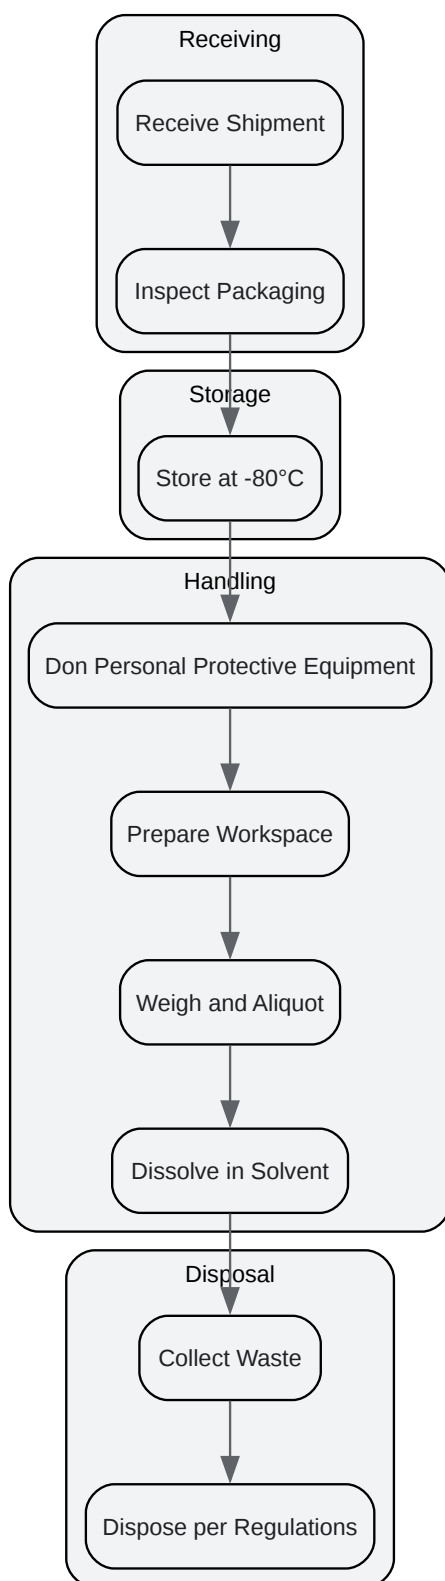 Receiving
Receive Shipment
Inspect Packaging
Storage
Store at -80°C
Handling
Don Personal Protective Equipment
Prepare Workspace
Weigh and Aliquot
Dissolve in Solvent
Disposal
Collect Waste
Dispose per Regulations